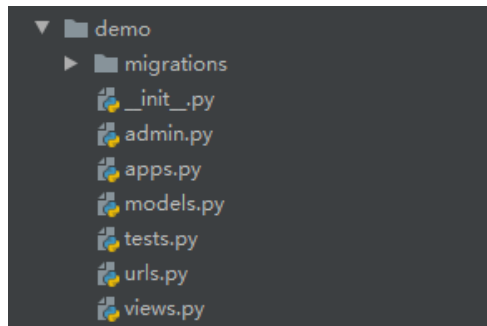 demo
migrations
__init__.py
admin.py
apps.py
models.py
tests.py
urls.py
views.py